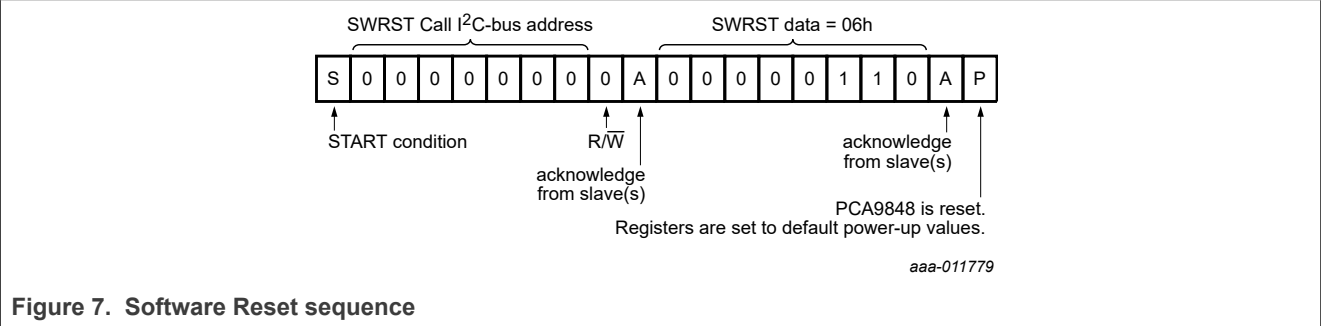 SWRST Call I2C-bus address SWRST data = 06h
S 0 0 0 0 0 0 0 0 A 0 0 0 0 0 1 1 0 A P
START condition R/W̅ acknowledge from slave(s)
acknowledge from slave(s)
PCA9848 is reset.
Registers are set to default power-up values.
aaa-011779
Figure 7. Software Reset sequence